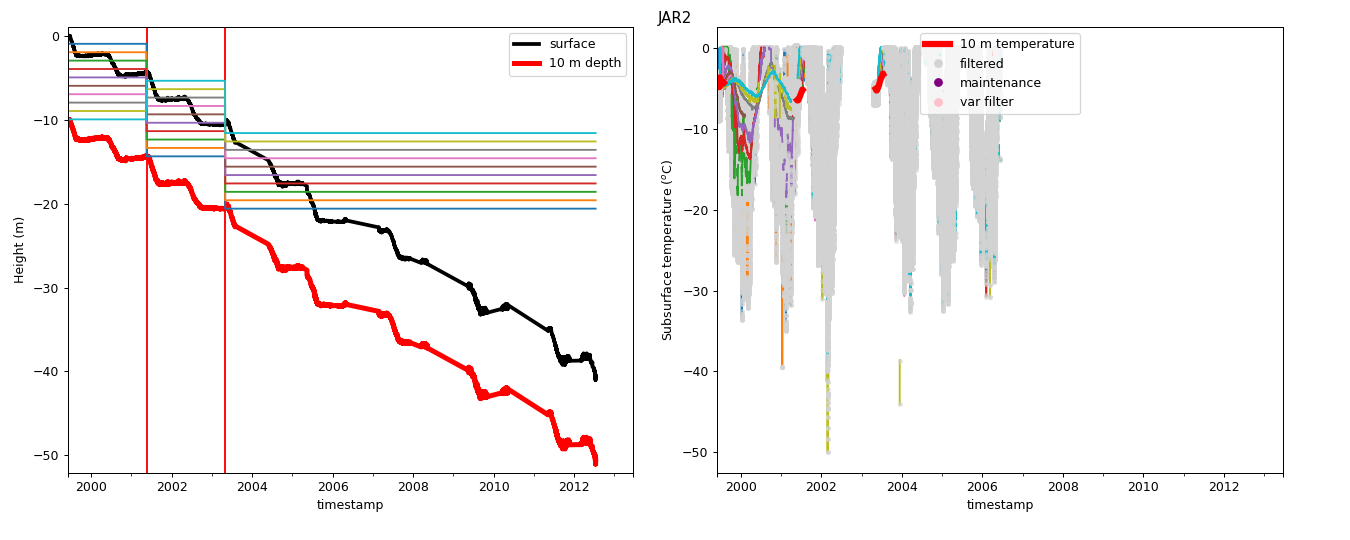 JAR2
surface
10 m depth
0
−10
−20
−30
−40
−50
Height (m)
2000
2002
2004
2006
2008
2010
2012
timestamp
10 m temperature
filtered
maintenance
var filter
0
−10
−20
−30
−40
−50
Subsurface temperature (°C)
2000
2002
2004
2006
2008
2010
2012
timestamp